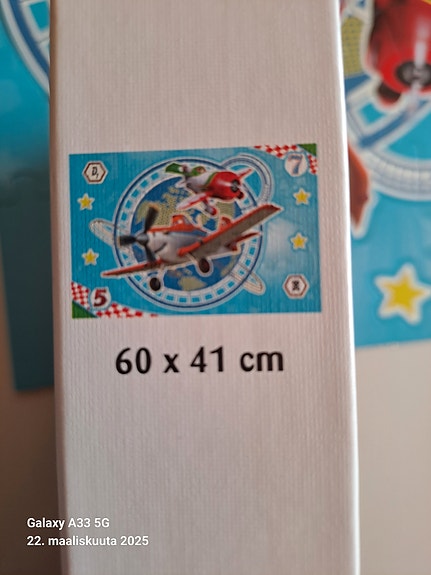 7
5
60 x 41 cm
Galaxy A33 5G
22. maaliskuuta 2025